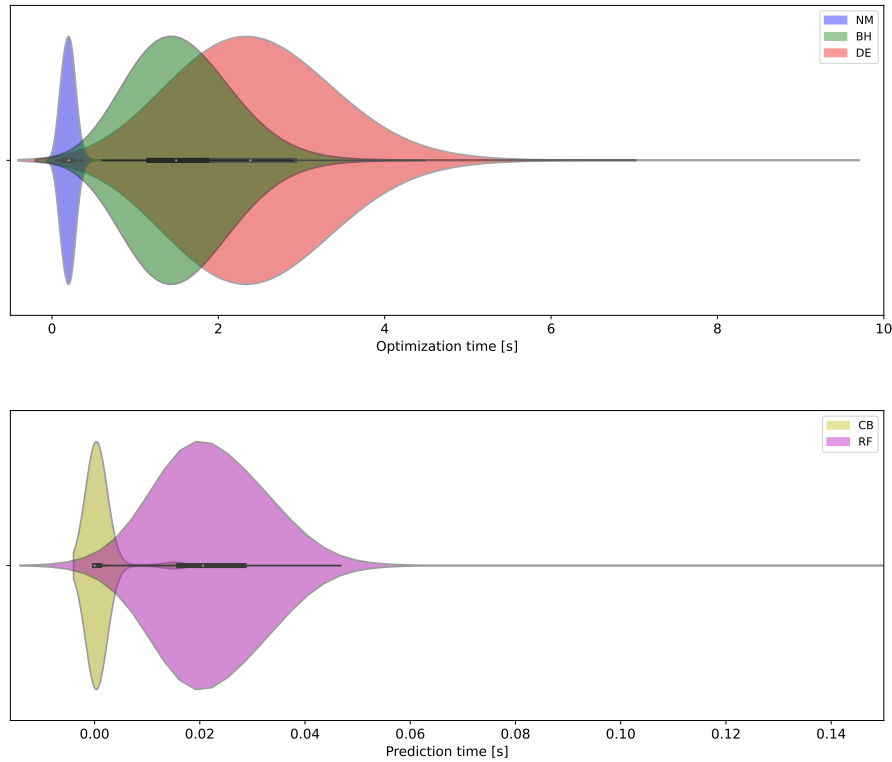 NM
BH
DE
0 2 4 6 8 10
Optimization time [s]
CB
RF
0.00 0.02 0.04 0.06 0.08 0.10 0.12 0.14
Prediction time [s]